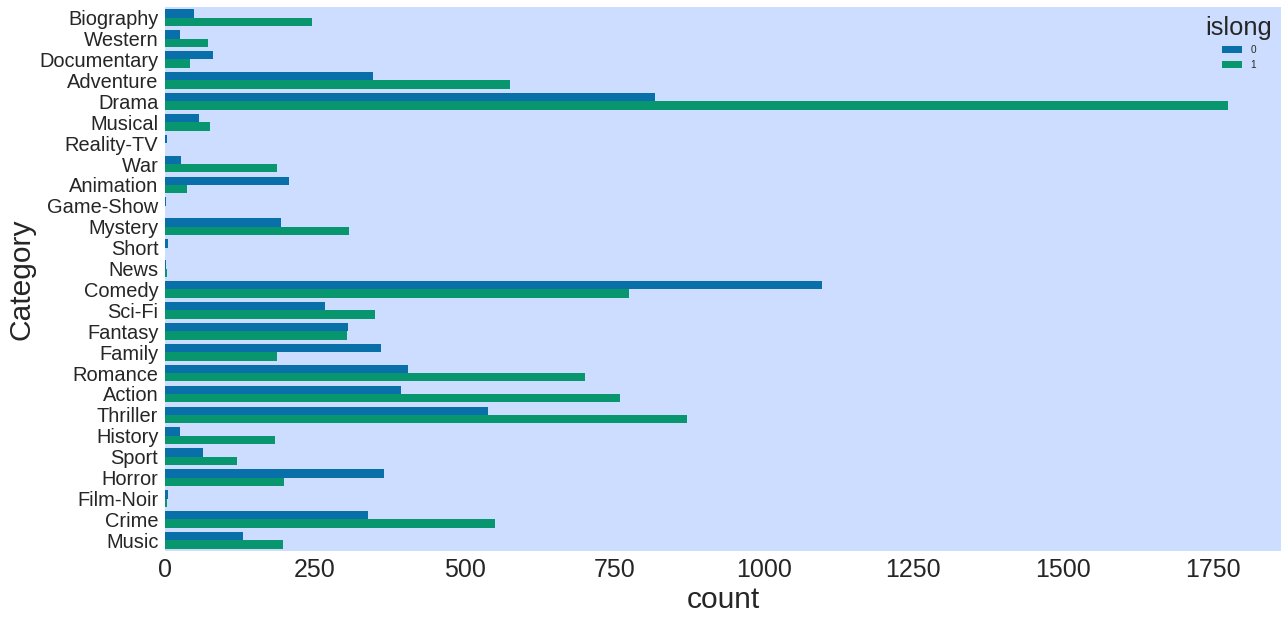 Biography
Western
Documentary
Adventure
Drama
Musical
Reality-TV
War
Animation
Game-Show
Mystery
Short
News
Comedy
Sci-Fi
Fantasy
Family
Romance
Action
Thriller
History
Sport
Horror
Film-Noir
Crime
Music
Category
islong
0
1
0 250 500 750 1000 1250 1500 1750
count